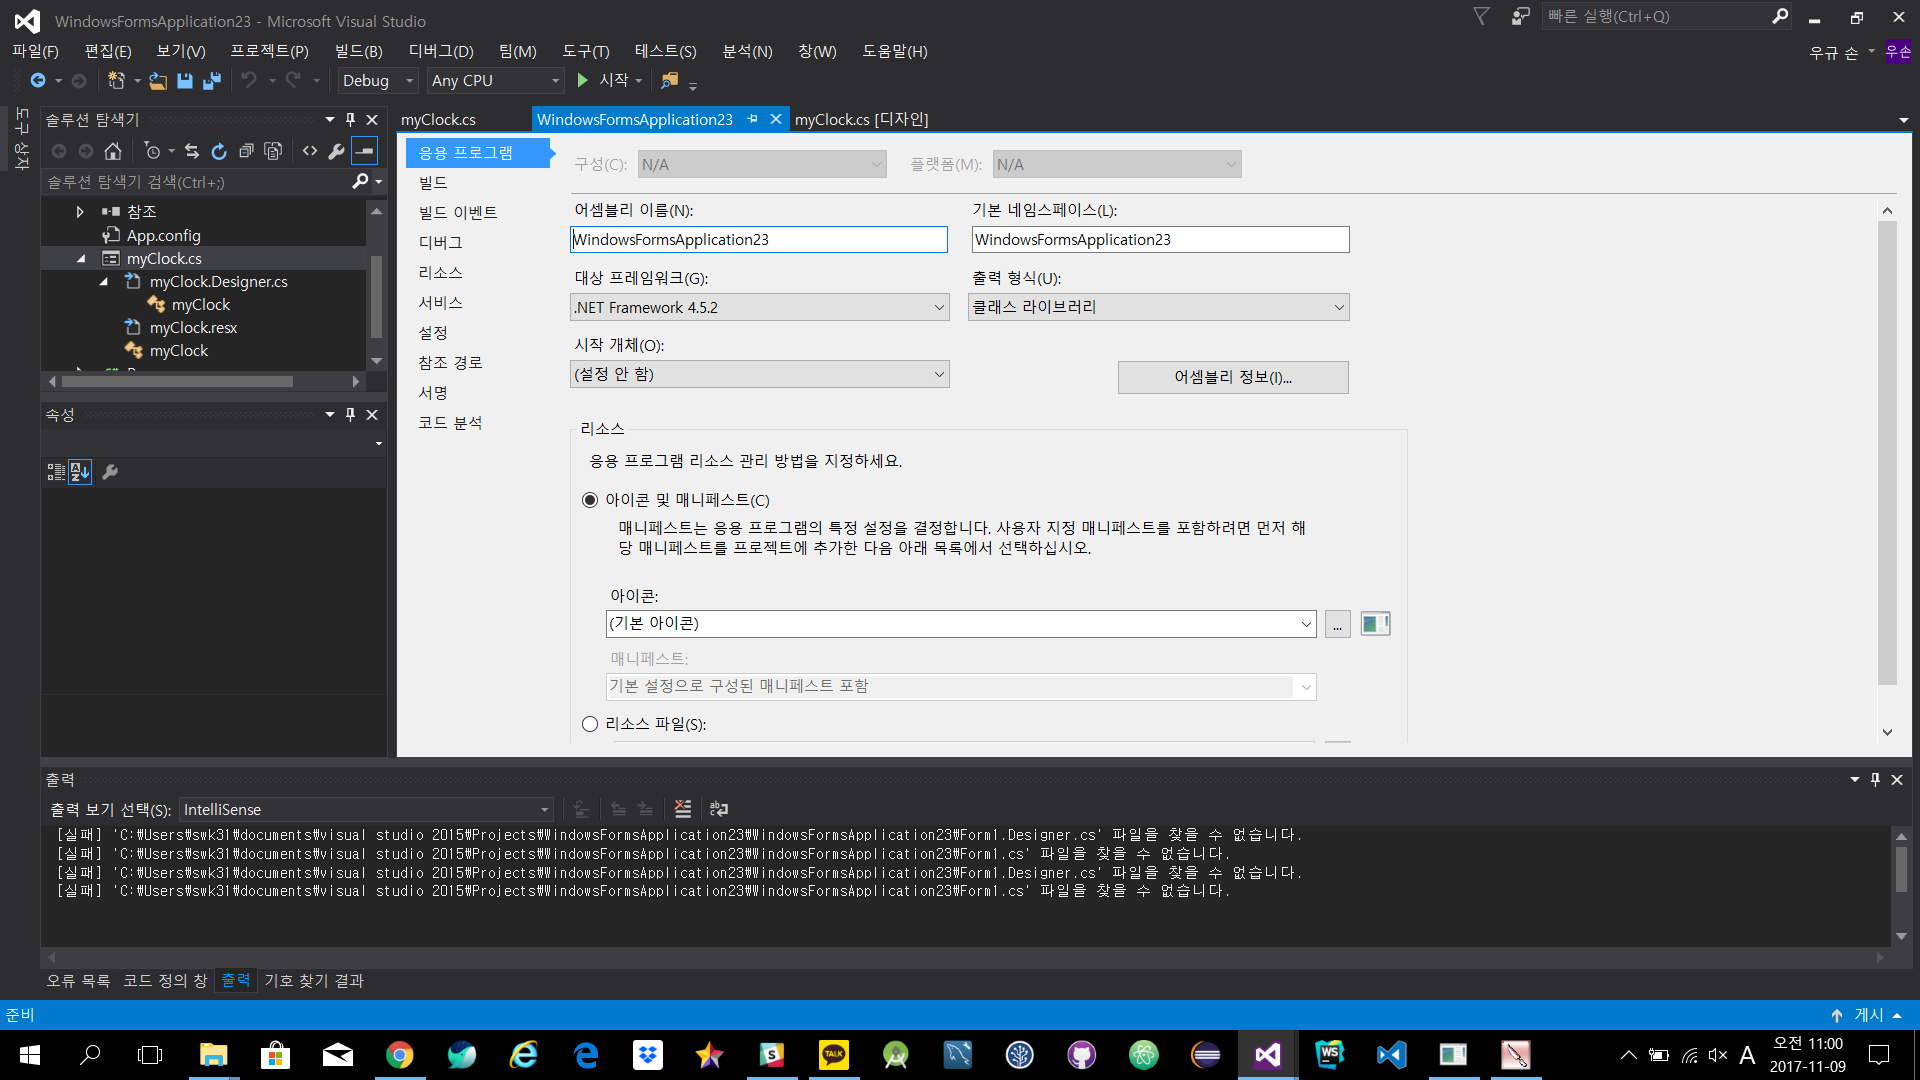 WindowsFormsApplication23 - Microsoft Visual Studio
빠른 실행(Ctrl+Q)
파일(F) 편집(E) 보기(V) 프로젝트(P) 빌드(B) 디버그(D) 팀(M) 도구(T) 테스트(S) 분석(N) 창(W) 도움말(H)
우규 손 우손
Debug Any CPU 시작
도구 상자
솔루션 탐색기
솔루션 탐색기 검색(Ctrl+;)
참조
App.config
myClock.cs
myClock.Designer.cs
myClock
myClock.resx
myClock
속성
myClock.cs WindowsFormsApplication23 myClock.cs [디자인]
응용 프로그램
빌드
빌드 이벤트
디버그
리소스
서비스
설정
참조 경로
서명
코드 분석
구성(C): N/A 플랫폼(M): N/A
어셈블리 이름(N): 기본 네임스페이스(L):
WindowsFormsApplication23 WindowsFormsApplication23
대상 프레임워크(G): 출력 형식(U):
.NET Framework 4.5.2 클래스 라이브러리
시작 개체(O):
(설정 안 함) 어셈블리 정보(I)...
리소스
응용 프로그램 리소스 관리 방법을 지정하세요.
아이콘 및 매니페스트(C)
매니페스트는 응용 프로그램의 특정 설정을 결정합니다. 사용자 지정 매니페스트를 포함하려면 먼저 해
당 매니페스트를 프로젝트에 추가한 다음 아래 목록에서 선택하십시오.
아이콘:
(기본 아이콘) ...
매니페스트:
기본 설정으로 구성된 매니페스트 포함
리소스 파일(S):
출력
출력 보기 선택(S): IntelliSense
[실패] 'C:₩Users₩swk31₩documents₩visual studio 2015₩Projects₩WindowsFormsApplication23₩WindowsFormsApplication23₩Form1.Designer.cs' 파일을 찾을 수 없습니다.
[실패] 'C:₩Users₩swk31₩documents₩visual studio 2015₩Projects₩WindowsFormsApplication23₩WindowsFormsApplication23₩Form1.cs' 파일을 찾을 수 없습니다.
[실패] 'C:₩Users₩swk31₩documents₩visual studio 2015₩Projects₩WindowsFormsApplication23₩WindowsFormsApplication23₩Form1.Designer.cs' 파일을 찾을 수 없습니다.
[실패] 'C:₩Users₩swk31₩documents₩visual studio 2015₩Projects₩WindowsFormsApplication23₩WindowsFormsApplication23₩Form1.cs' 파일을 찾을 수 없습니다.
오류 목록 코드 정의 창 출력 기호 찾기 결과
준비 게시
TALK
WS
A
오전 11:00
2017-11-09